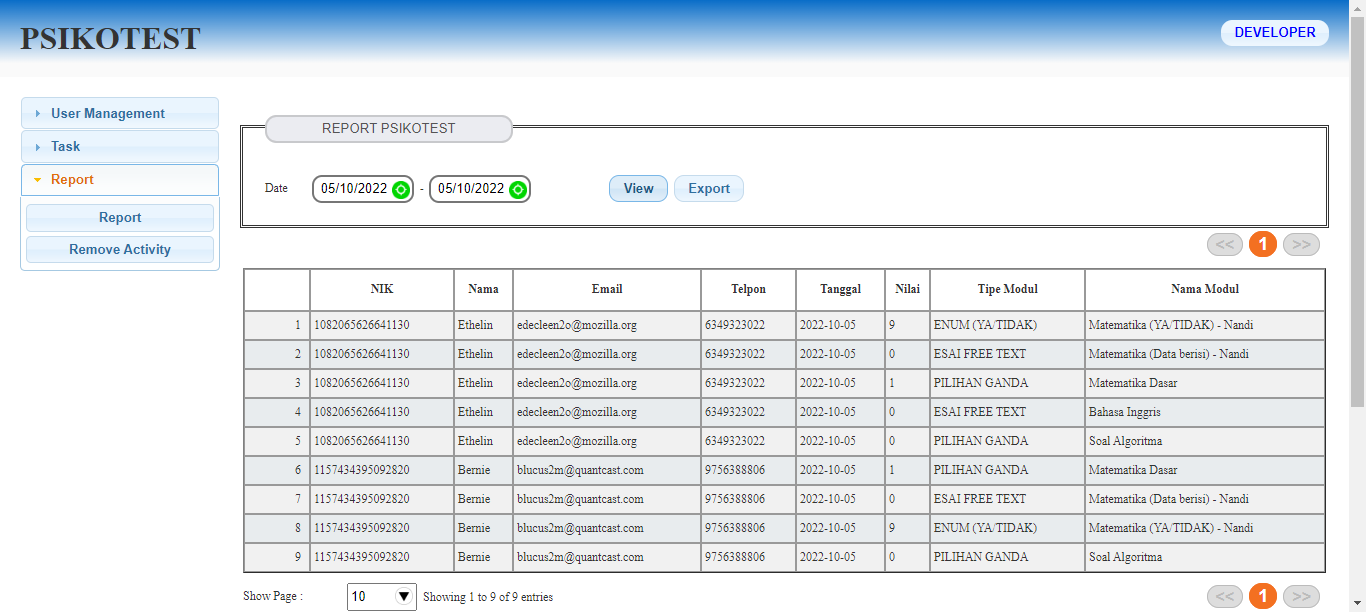 PSIKOTEST
DEVELOPER
User Management
Task
Report
Report
Remove Activity
REPORT PSIKOTEST
Date 05/10/2022 - 05/10/2022 View Export
<< 1 >>
NIK Nama Email Telpon Tanggal Nilai Tipe Modul Nama Modul
1 1082065626641130 Ethelin edecleen2o@mozilla.org 6349323022 2022-10-05 9 ENUM (YA/TIDAK) Matematika (YA/TIDAK) - Nandi
2 1082065626641130 Ethelin edecleen2o@mozilla.org 6349323022 2022-10-05 0 ESAI FREE TEXT Matematika (Data berisi) - Nandi
3 1082065626641130 Ethelin edecleen2o@mozilla.org 6349323022 2022-10-05 1 PILIHAN GANDA Matematika Dasar
4 1082065626641130 Ethelin edecleen2o@mozilla.org 6349323022 2022-10-05 0 ESAI FREE TEXT Bahasa Inggris
5 1082065626641130 Ethelin edecleen2o@mozilla.org 6349323022 2022-10-05 0 PILIHAN GANDA Soal Algoritma
6 1157434395092820 Bernie blucus2m@quantcast.com 9756388806 2022-10-05 1 PILIHAN GANDA Matematika Dasar
7 1157434395092820 Bernie blucus2m@quantcast.com 9756388806 2022-10-05 0 ESAI FREE TEXT Matematika (Data berisi) - Nandi
8 1157434395092820 Bernie blucus2m@quantcast.com 9756388806 2022-10-05 9 ENUM (YA/TIDAK) Matematika (YA/TIDAK) - Nandi
9 1157434395092820 Bernie blucus2m@quantcast.com 9756388806 2022-10-05 0 PILIHAN GANDA Soal Algoritma
Show Page : 10 Showing 1 to 9 of 9 entries << 1 >>